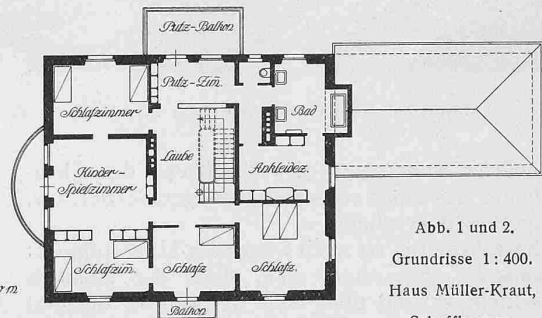 Putz-Balkon
Putz-Zim.
Schlafzimmer
Bad
Laube
Kinder-
Spielzimmer
Ankleidez.
Schlafzim.
Schlafz
Schlafz.
Balkon
Abb. 1 und 2.
Grundrisse 1 : 400.
Haus Müller-Kraut,